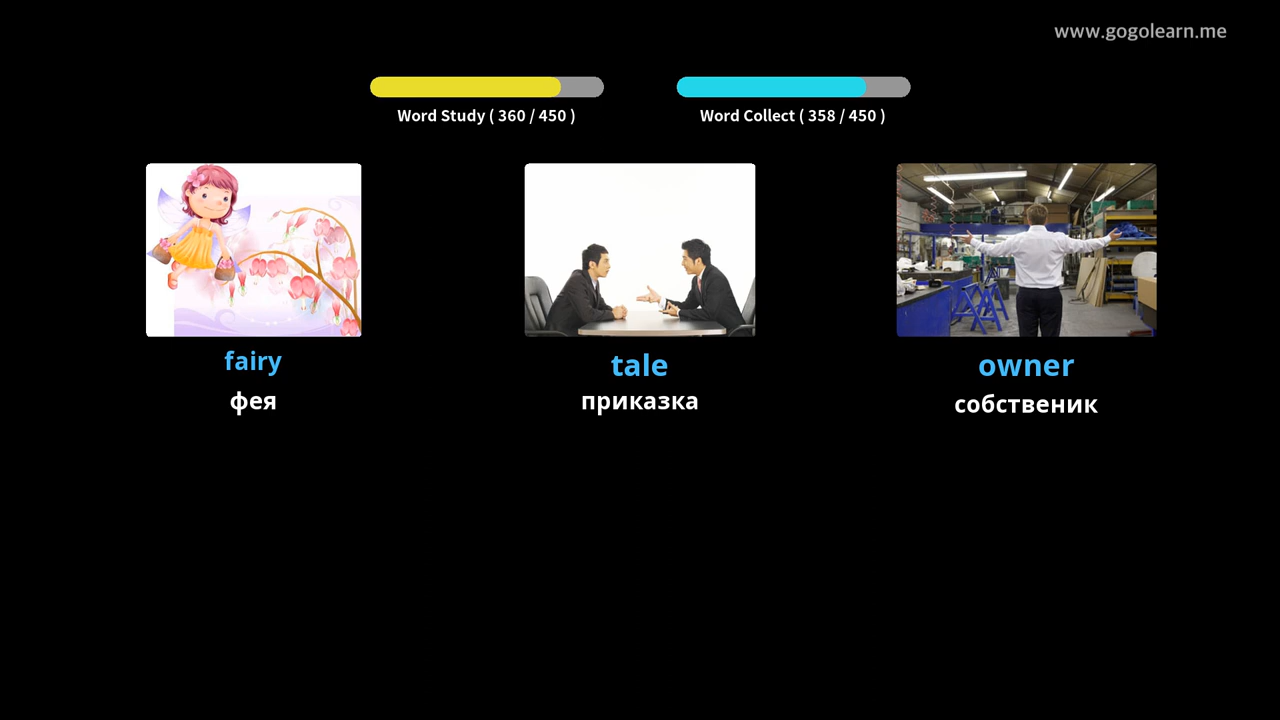 www.gogolearn.me
Word Study ( 360 / 450 )
Word Collect ( 358 / 450 )
fairy
фея
tale
приказка
owner
собственик